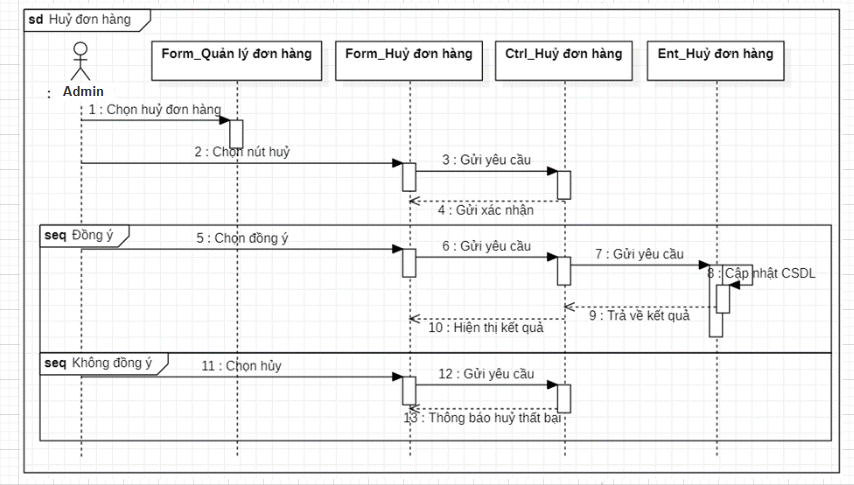 sd Huỷ đơn hàng
Form_Quản lý đơn hàng
Form_Huỷ đơn hàng
Ctrl_Huỷ đơn hàng
Ent_Huỷ đơn hàng
: Admin
1 : Chọn huỷ đơn hàng
2 : Chọn nút huỷ
3 : Gửi yêu cầu
4 : Gửi xác nhận
seq Đồng ý
5 : Chọn đồng ý
6 : Gửi yêu cầu
7 : Gửi yêu cầu
8 : Cập nhật CSDL
9 : Trả về kết quả
10 : Hiện thị kết quả
seq Không đồng ý
11 : Chọn hủy
12 : Gửi yêu cầu
13 : Thông báo huỷ thất bại